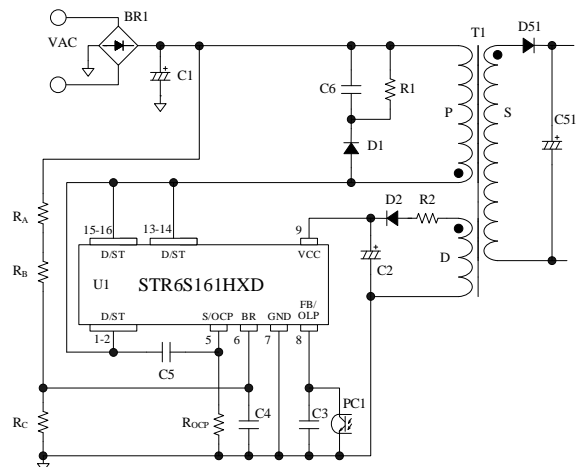 BR1
VAC
C1
C6
R1
D1
T1
P
S
D51
C51
RA
RB
RC
15-16
13-14
9
D/ST
D/ST
VCC
U1
STR6S161HXD
D/ST
S/OCP
BR
GND
FB/
OLP
1-2
5
6
7
8
D2
R2
C2
D
C5
ROCP
C4
C3
PC1